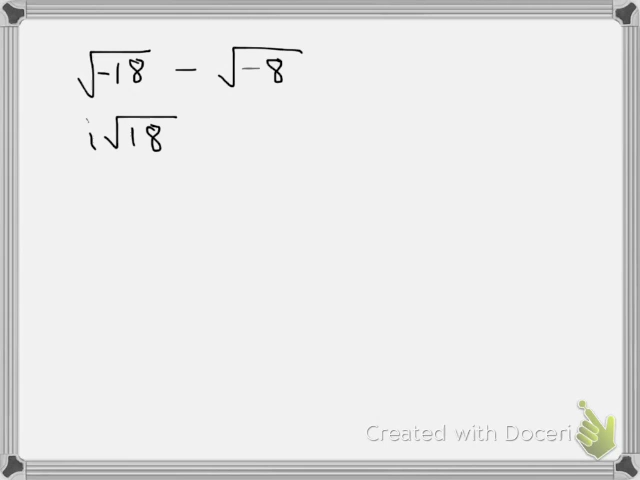 √-18 - √-8
i√18
Created with Doceri